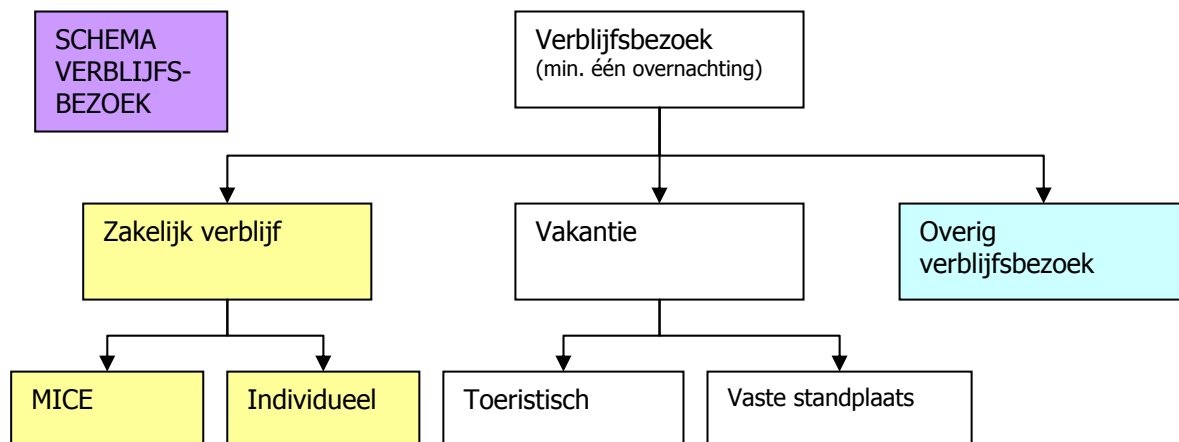 SCHEMA
VERBLIJFS-
BEZOEK
Verblijfsbezoek
(min. één overnachting)
Zakelijk verblijf
Vakantie
Overig
verblijfsbezoek
MICE
Individueel
Toeristisch
Vaste standplaats